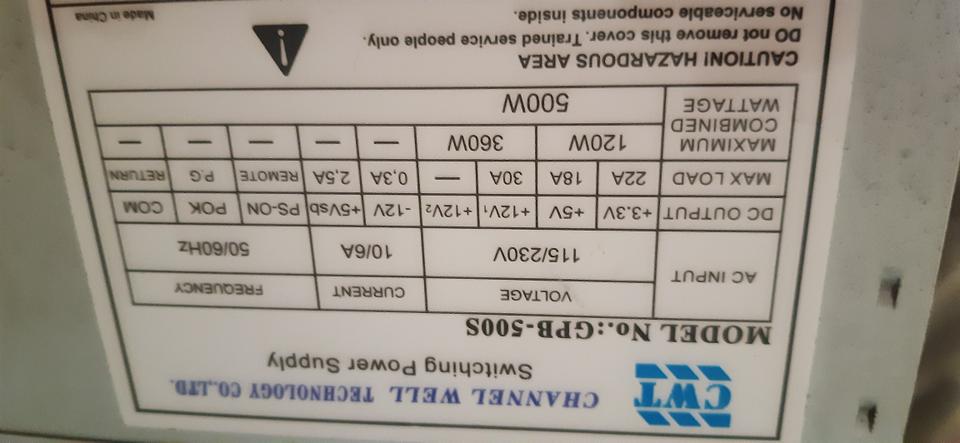 CWT
CHANNEL WELL TECHNOLOGY CO.,LTD.
Switching Power Supply
MODEL No.:GPB-500S
AC INPUT VOLTAGE CURRENT FREQUENCY
115/230V 10/6A 50/60Hz
DC OUTPUT +3.3V +5V +12V1 +12V2 -12V +5Vsb PS-ON POK COM
MAX LOAD 22A 18A 30A — 0,3A 2,5A REMOTE P.G RETURN
MAXIMUM COMBINED WATTAGE 120W 360W — — — — —
500W
CAUTION! HAZARDOUS AREA
DO not remove this cover. Trained service people only.
No serviceable components inside.
Made in China